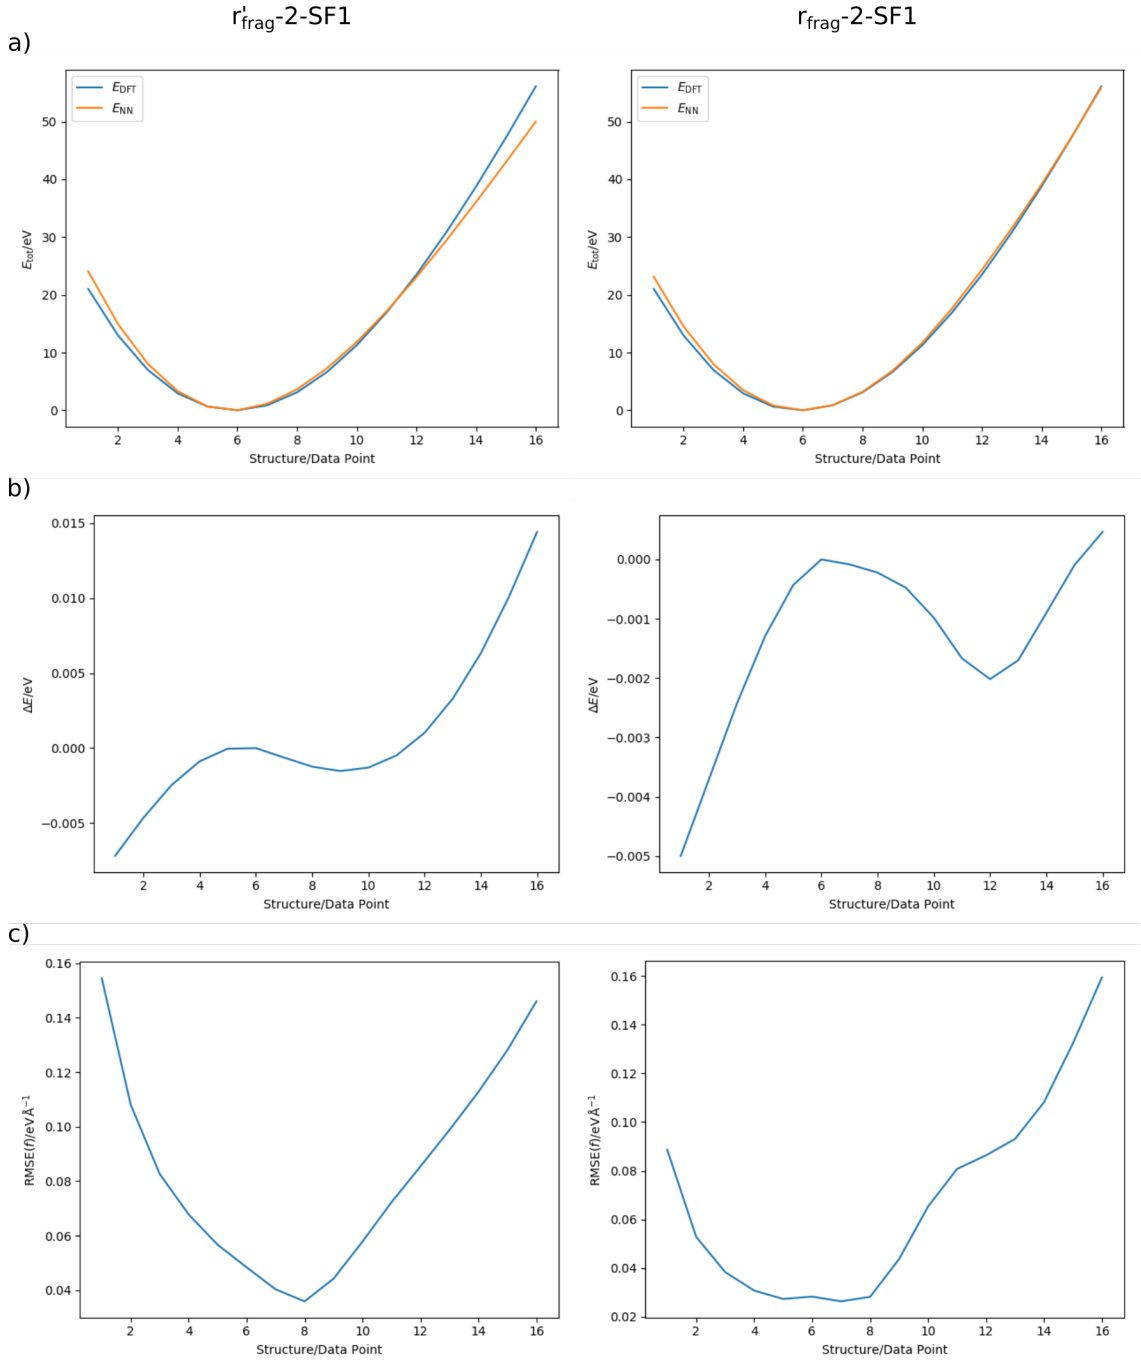 r'frag-2-SF1
rfrag-2-SF1
a)
EDFT
ENN
50
40
30
20
10
0
Etot/eV
2 4 6 8 10 12 14 16
Structure/Data Point
EDFT
ENN
50
40
30
20
10
0
Etot/eV
2 4 6 8 10 12 14 16
Structure/Data Point
b)
0.015
0.010
0.005
0.000
−0.005
ΔE/eV
2 4 6 8 10 12 14 16
Structure/Data Point
0.000
−0.001
−0.002
−0.003
−0.004
−0.005
ΔE/eV
2 4 6 8 10 12 14 16
Structure/Data Point
c)
0.16
0.14
0.12
0.10
0.08
0.06
0.04
RMSE(f)/eVÅ⁻¹
2 4 6 8 10 12 14 16
Structure/Data Point
0.16
0.14
0.12
0.10
0.08
0.06
0.04
0.02
RMSE(f)/eVÅ⁻¹
2 4 6 8 10 12 14 16
Structure/Data Point